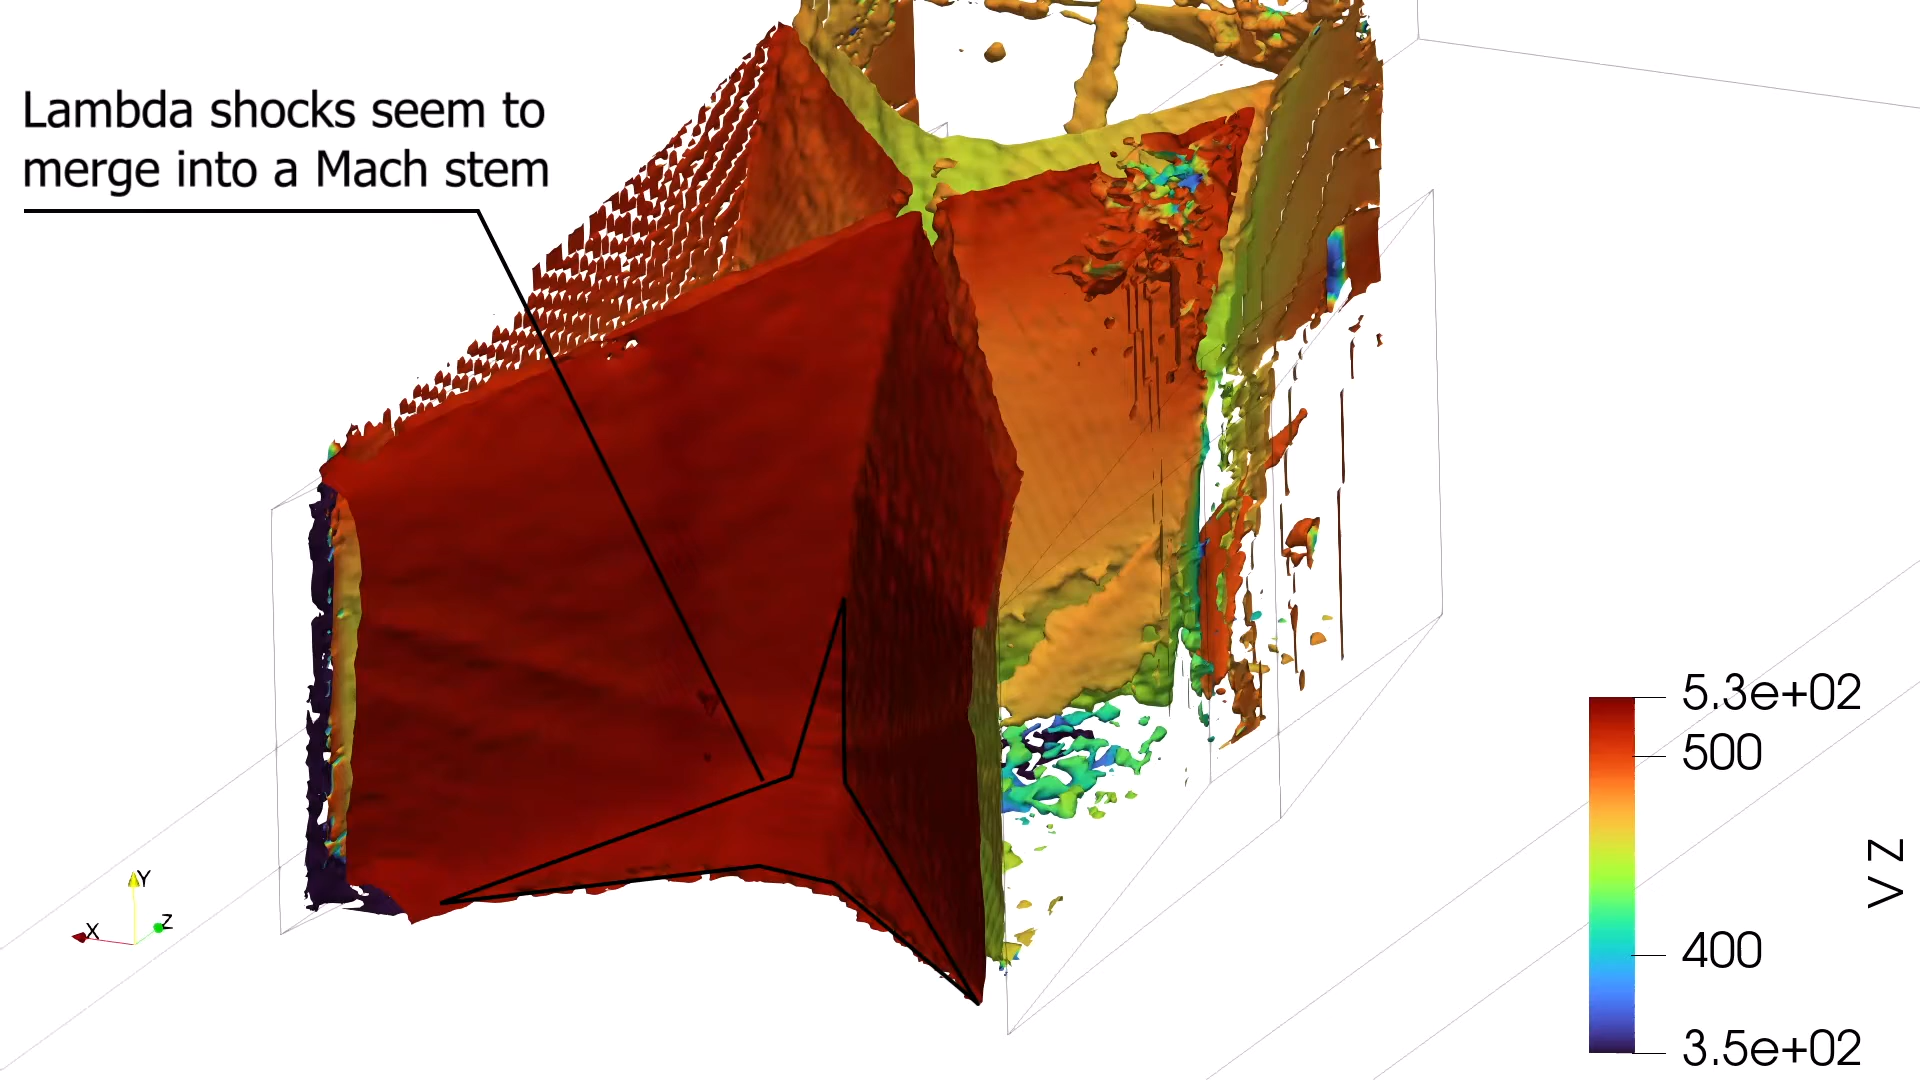 Lambda shocks seem to
merge into a Mach stem
5.3e+02
500
400
3.5e+02
V Z
Y
X
Z